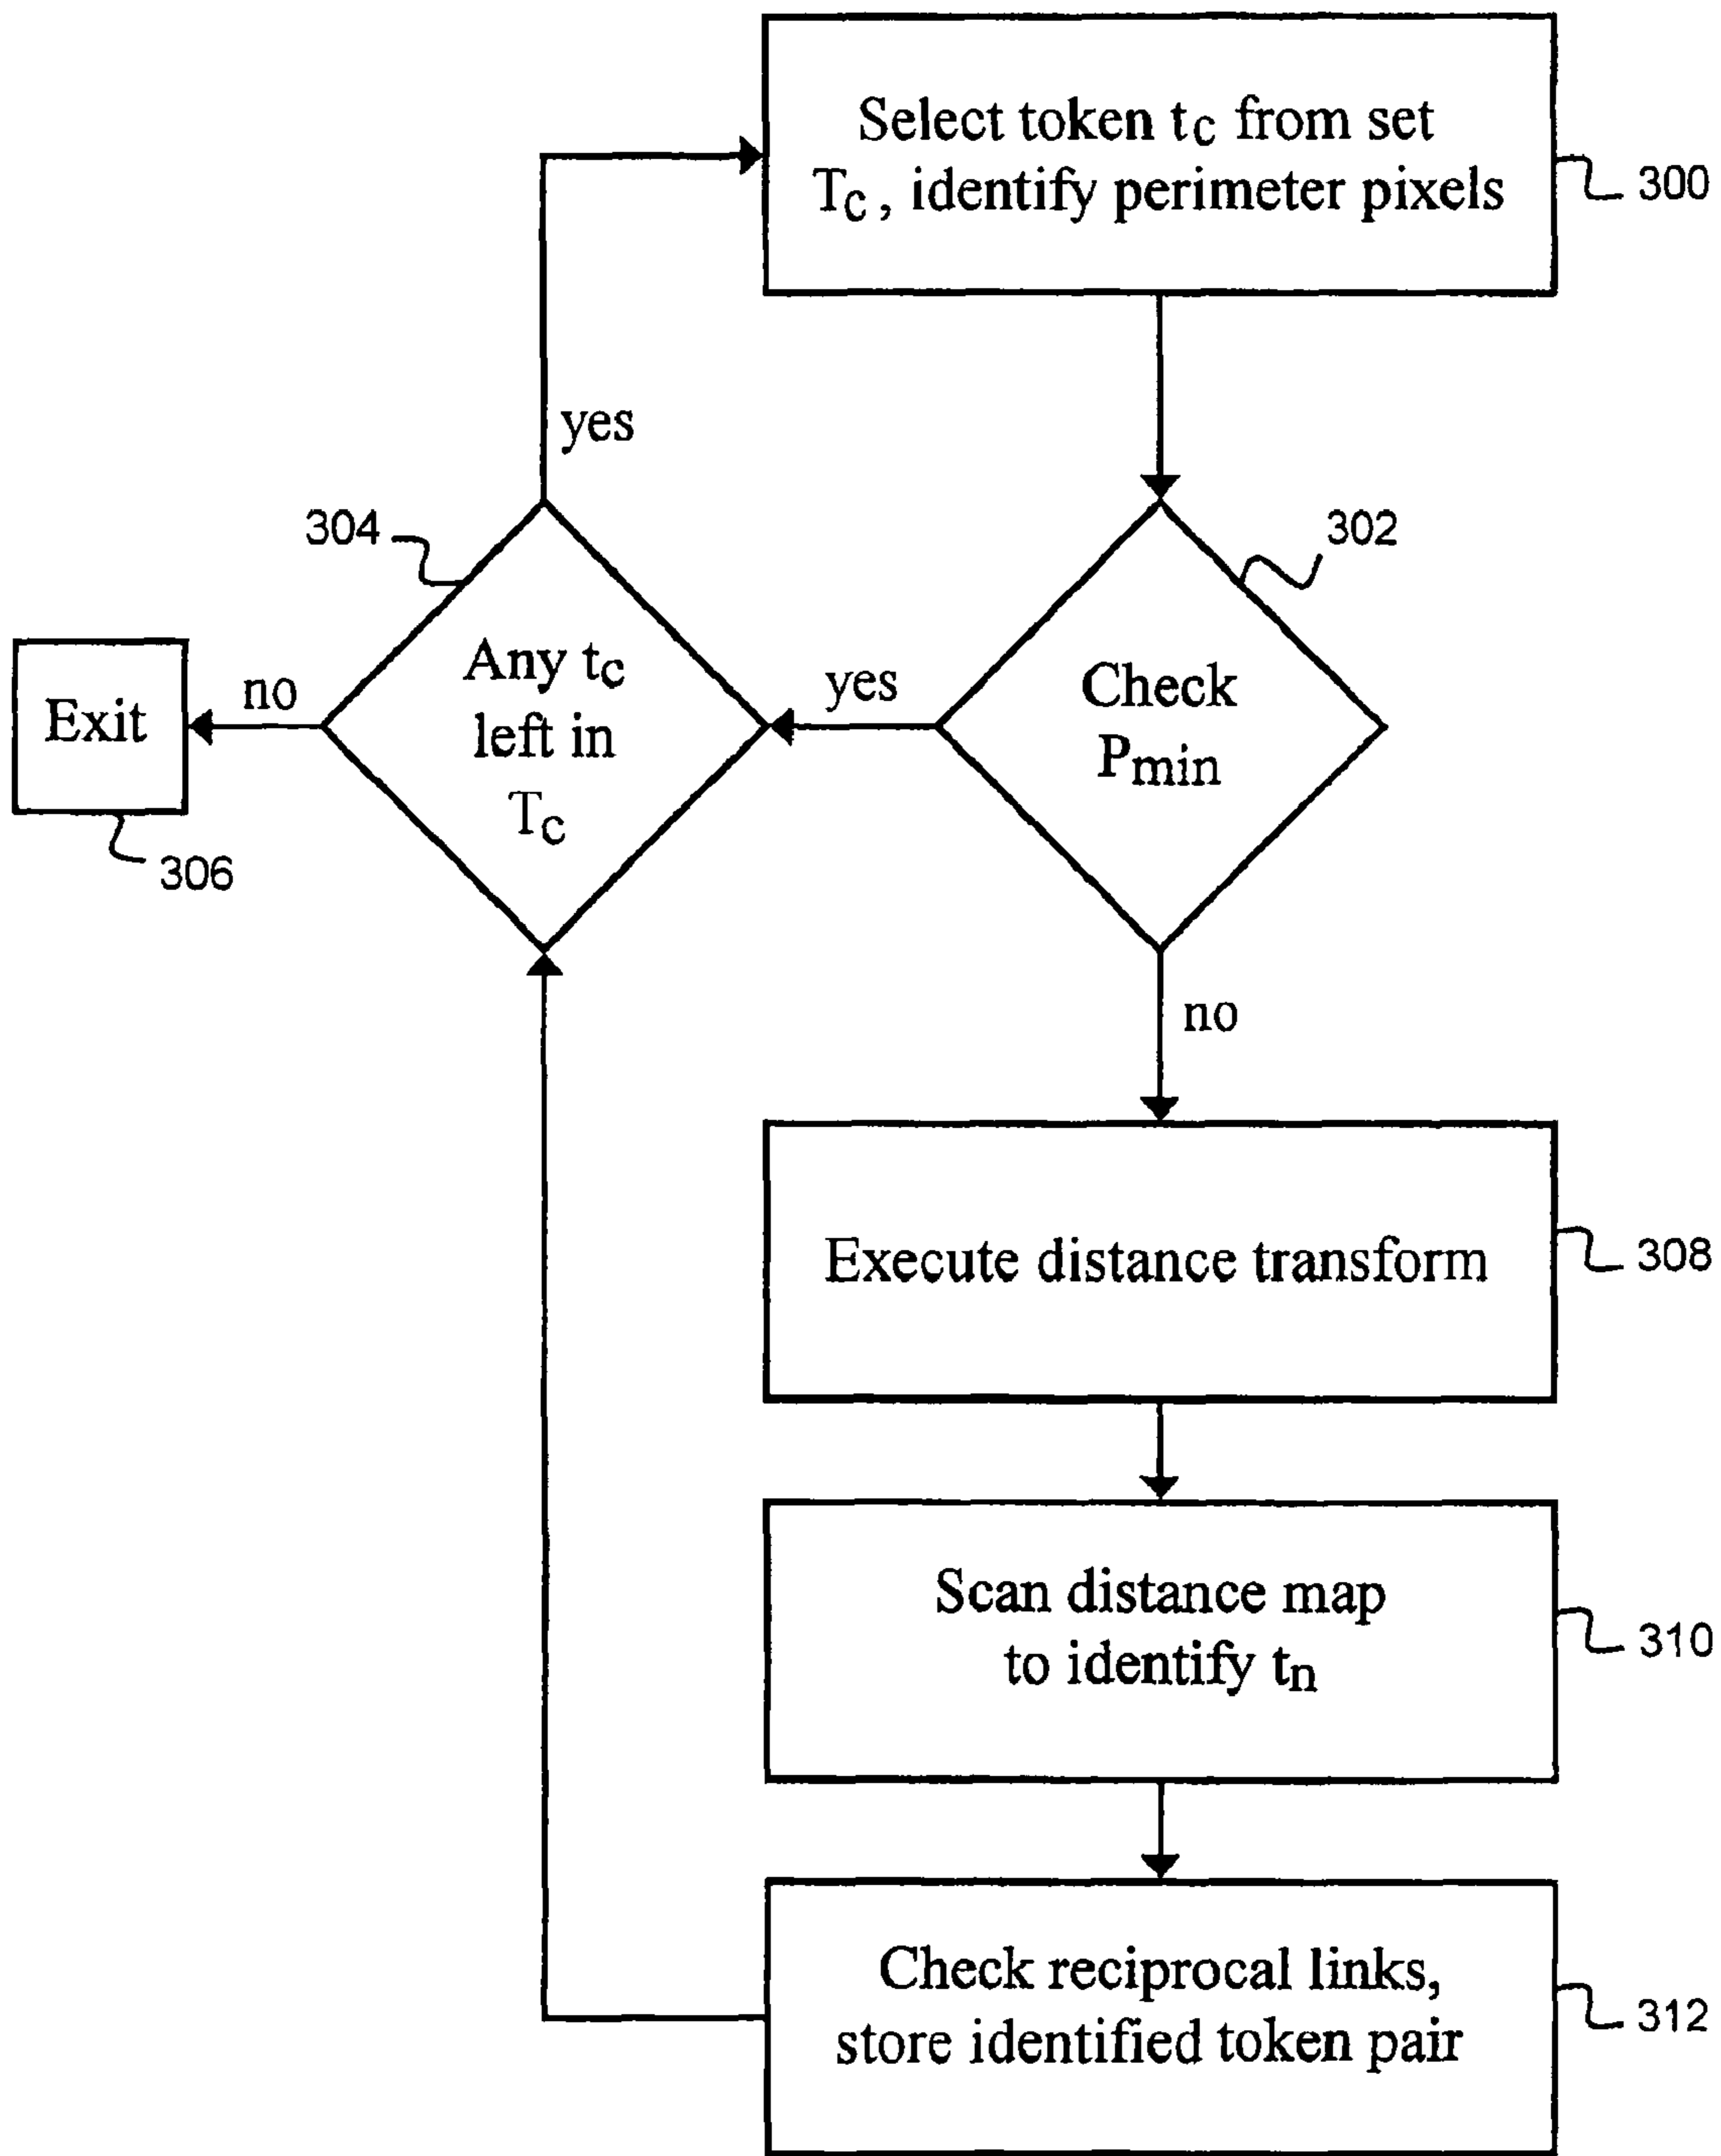 Select token tc from set
Tc, identify perimeter pixels
300
yes
304
302
Any tc
left in
Tc
Check
Pmin
yes
no
Exit
306
no
Execute distance transform
308
Scan distance map
to identify tn
310
Check reciprocal links,
store identified token pair
312